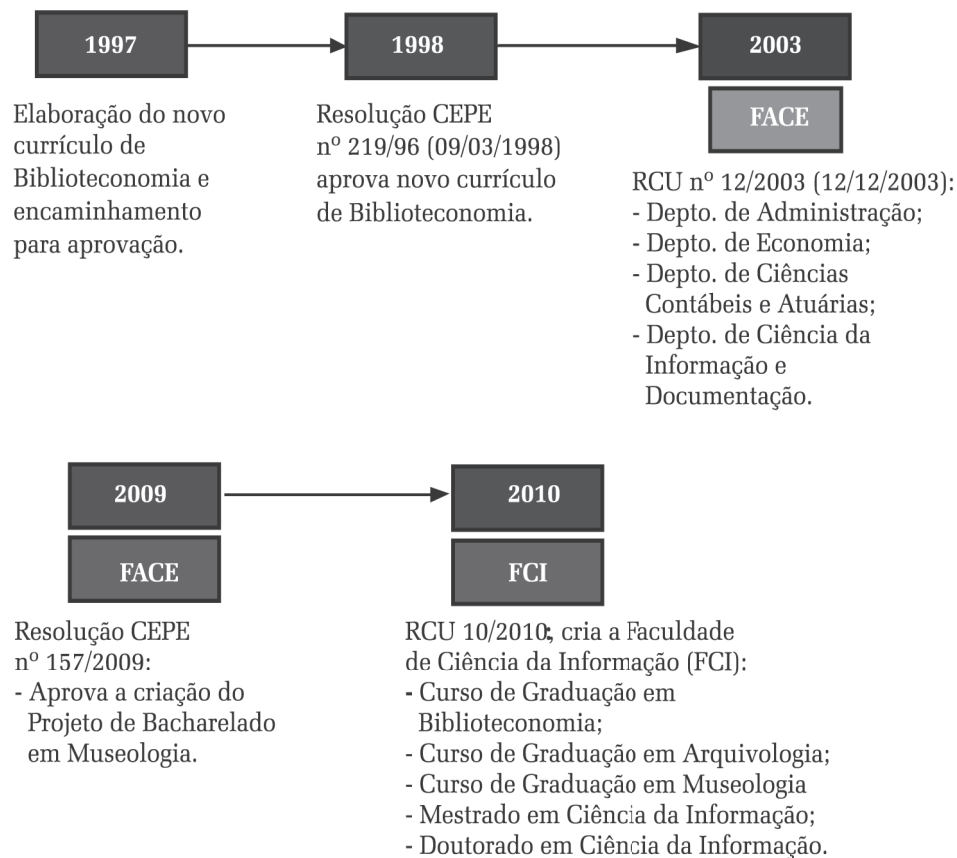 1997
Elaboração do novo
currículo de
Biblioteconomia e
encaminhamento
para aprovação.
1998
Resolução CEPE
nº 219/96 (09/03/1998)
aprova novo currículo
de Biblioteconomia.
2003
FACE
RCU nº 12/2003 (12/12/2003):
- Depto. de Administração;
- Depto. de Economia;
- Depto. de Ciências
Contábeis e Atuárias;
- Depto. de Ciência da
Informação e
Documentação.
2009
FACE
Resolução CEPE
nº 157/2009:
- Aprova a criação do
Projeto de Bacharelado
em Museologia.
2010
FCI
RCU 10/2010; cria a Faculdade
de Ciência da Informação (FCI):
- Curso de Graduação em
Biblioteconomia;
- Curso de Graduação em Arquivologia;
- Curso de Graduação em Museologia
- Mestrado em Ciência da Informação;
- Doutorado em Ciência da Informação.